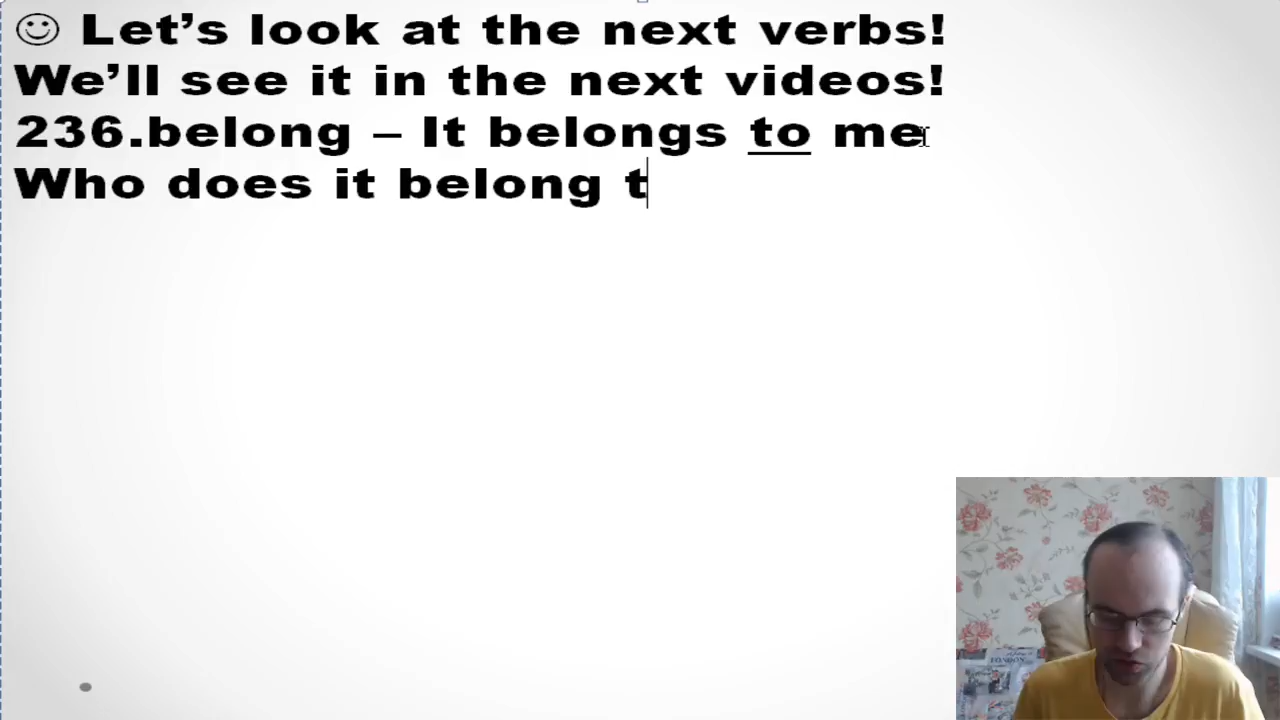 ☺ Let’s look at the next verbs!
We’ll see it in the next videos!
236.belong – It belongs to me
Who does it belong t
LONDON